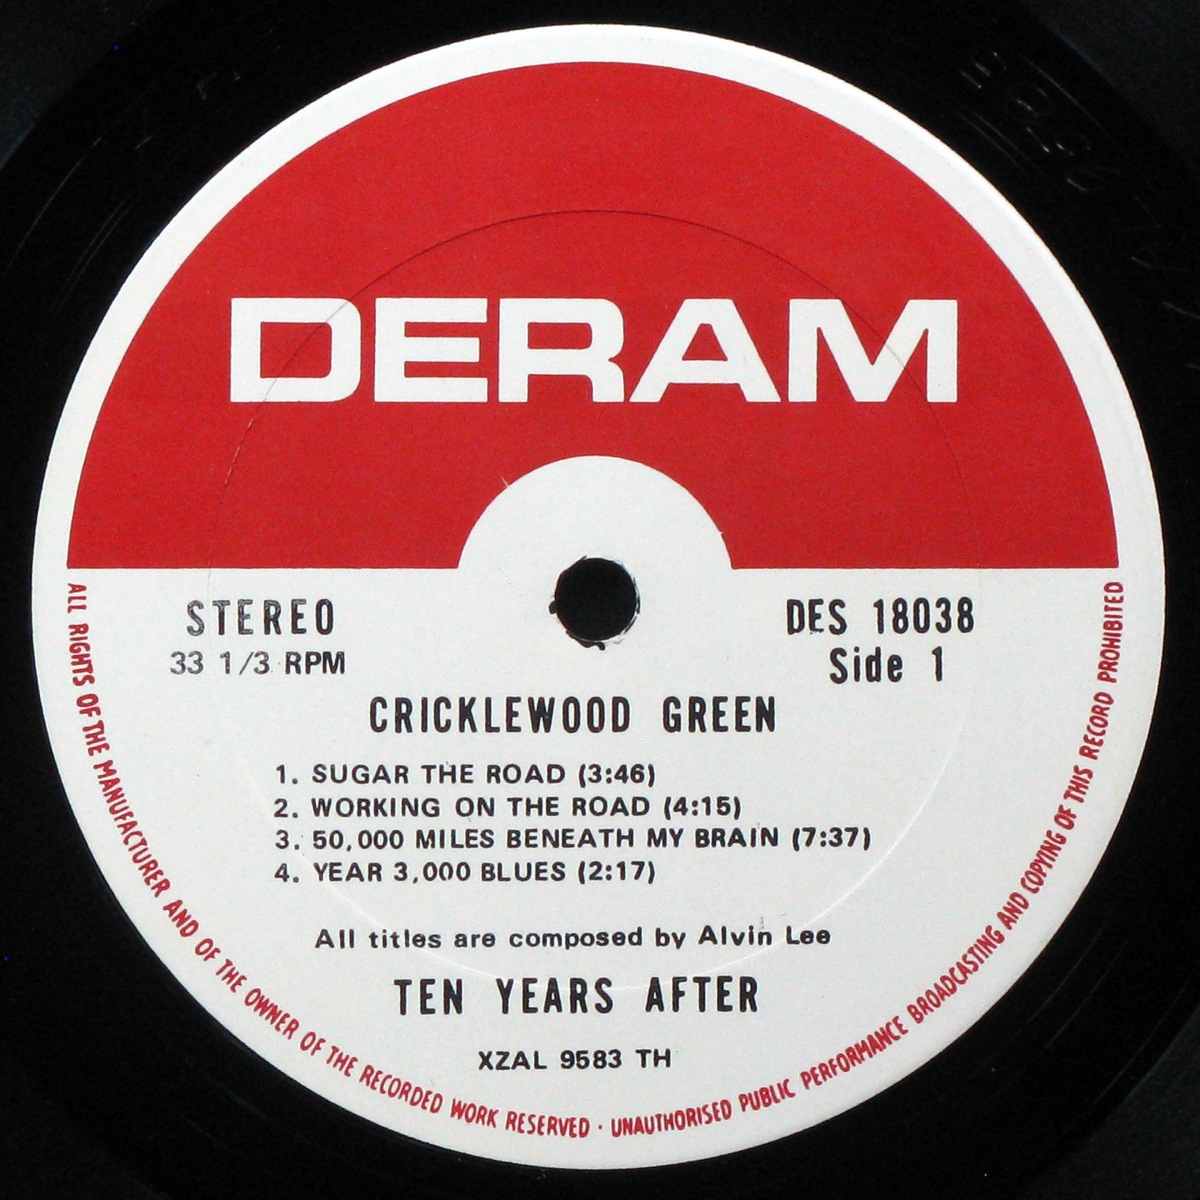 DERAM
STEREO
33 1/3 RPM
DES 18038
Side 1
CRICKLEWOOD GREEN
1. SUGAR THE ROAD (3:46)
2. WORKING ON THE ROAD (4:15)
3. 50,000 MILES BENEATH MY BRAIN (7:37)
4. YEAR 3,000 BLUES (2:17)
All titles are composed by Alvin Lee
TEN YEARS AFTER
XZAL 9583 TH
ALL RIGHTS OF THE MANUFACTURER AND OF THE OWNER OF THE RECORDED WORK RESERVED · UNAUTHORISED PUBLIC PERFORMANCE BROADCASTING AND COPYING OF THIS RECORD PROHIBITED